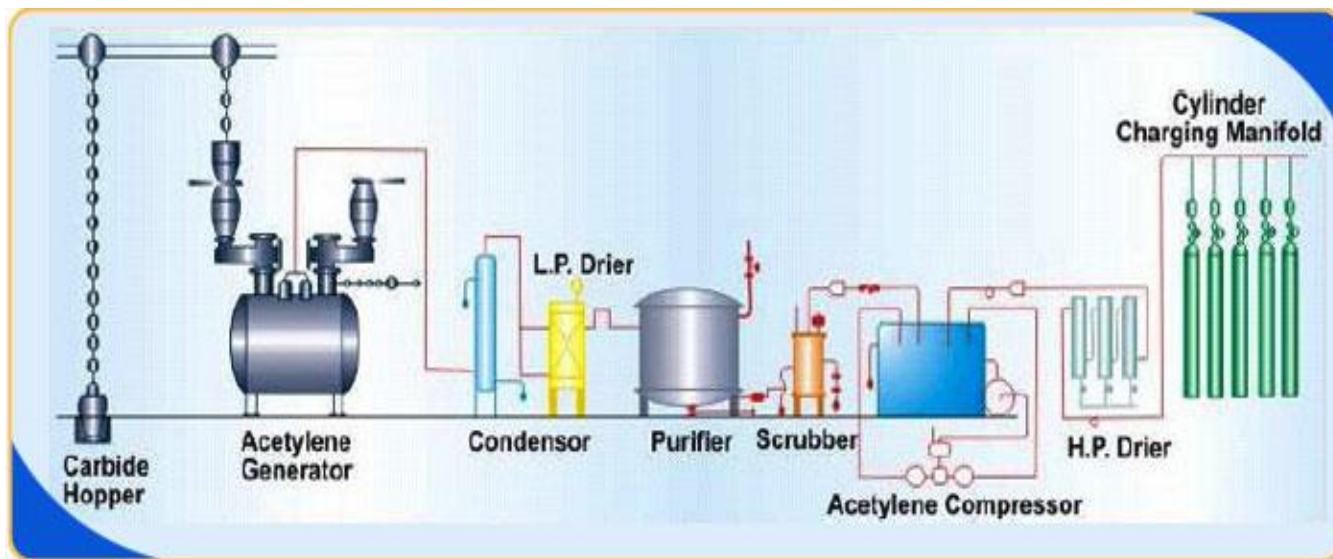 Cylinder
Charging Manifold
L.P. Drier
Carbide
Hopper
Acetylene
Generator
Condensor
Purifier
Scrubber
Acetylene Compressor
H.P. Drier